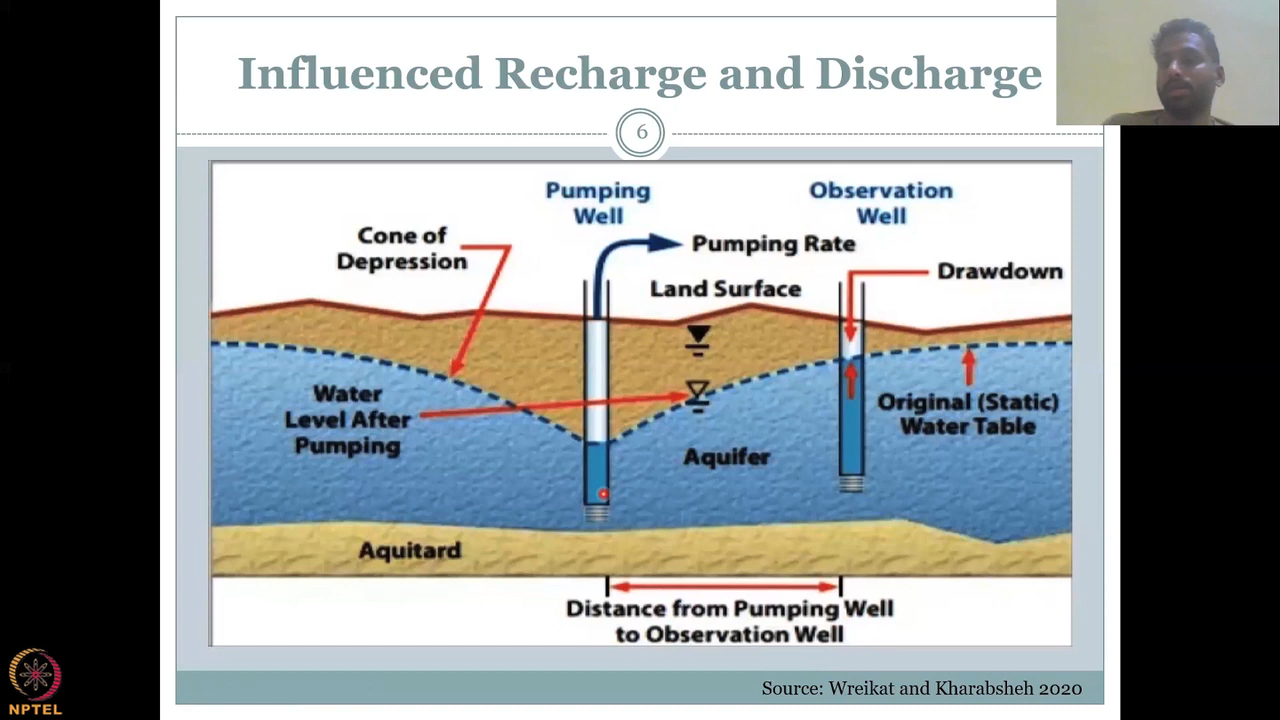 Influenced Recharge and Discharge
6
Pumping
Well
Observation
Well
Cone of
Depression
Pumping Rate
Drawdown
Land Surface
Water
Level After
Pumping
Original (Static)
Water Table
Aquifer
Aquitard
Distance from Pumping Well
to Observation Well
Source: Wreikat and Kharabsheh 2020
NPTEL